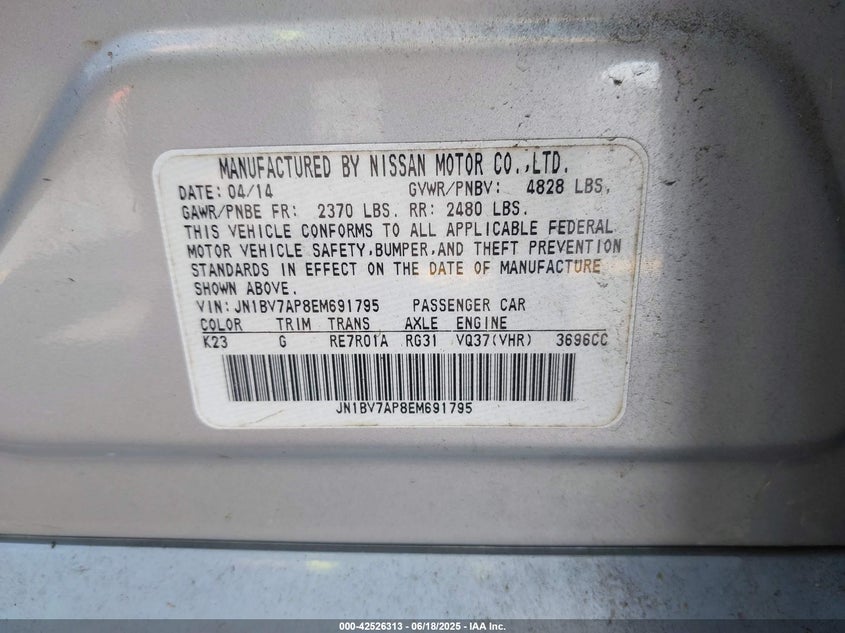 MANUFACTURED BY NISSAN MOTOR CO.,LTD.
DATE: 04/14 GVWR/PNBV: 4828 LBS.
GAWR/PNBE FR: 2370 LBS. RR: 2480 LBS.
THIS VEHICLE CONFORMS TO ALL APPLICABLE FEDERAL
MOTOR VEHICLE SAFETY,BUMPER,AND THEFT PREVENTION
STANDARDS IN EFFECT ON THE DATE OF MANUFACTURE
SHOWN ABOVE.
VIN: JN1BV7AP8EM691795 PASSENGER CAR
COLOR TRIM TRANS AXLE ENGINE
K23 G RE7R01A RG31 VQ37(VHR) 3696CC
JN1BV7AP8EM691795
000-42526313 - 06/18/2025 - IAA Inc.